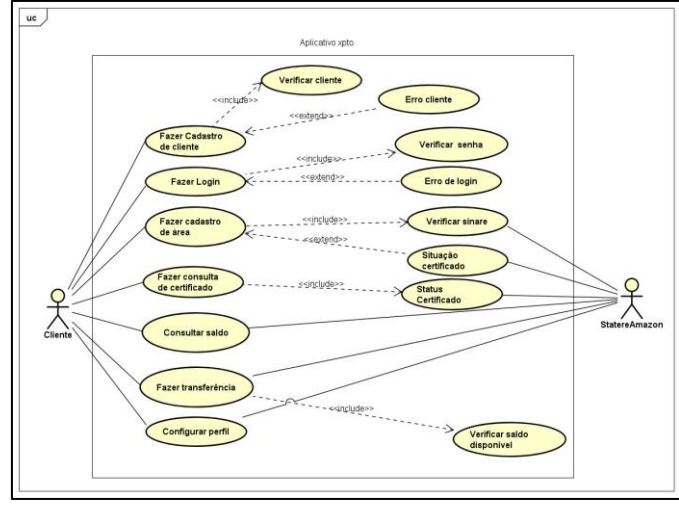 uc
Aplicativo xpto
Verificar cliente
<<include>>
Erro cliente
<<extend>>
Fazer Cadastro
de cliente
Verificar senha
<<include>>
Fazer Login
<<extend>>
Erro de login
Fazer cadastro
de área
<<include>>
Verificar sinare
<<extend>>
Situação
certificado
Fazer consulta
de certificado
<<include>>
Status
Certificado
Cliente
StatereAmazon
Consultar saldo
Fazer transferência
<<include>>
Configurar perfil
Verificar saldo
disponivel